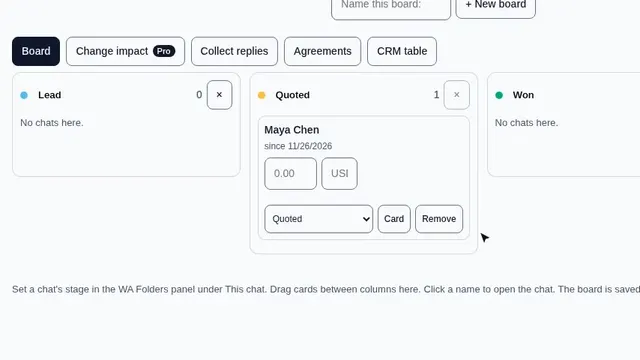 Name this board:
+ New board
Board
Change impact Pro
Collect replies
Agreements
CRM table
Lead 0 ×
No chats here.
Quoted 1 ×
Maya Chen
since 11/26/2026
0.00
Quoted
Card
Remove
Won
No chats here.
Set a chat's stage in the WA Folders panel under This chat. Drag cards between columns here. Click a name to open the chat. The board is saved